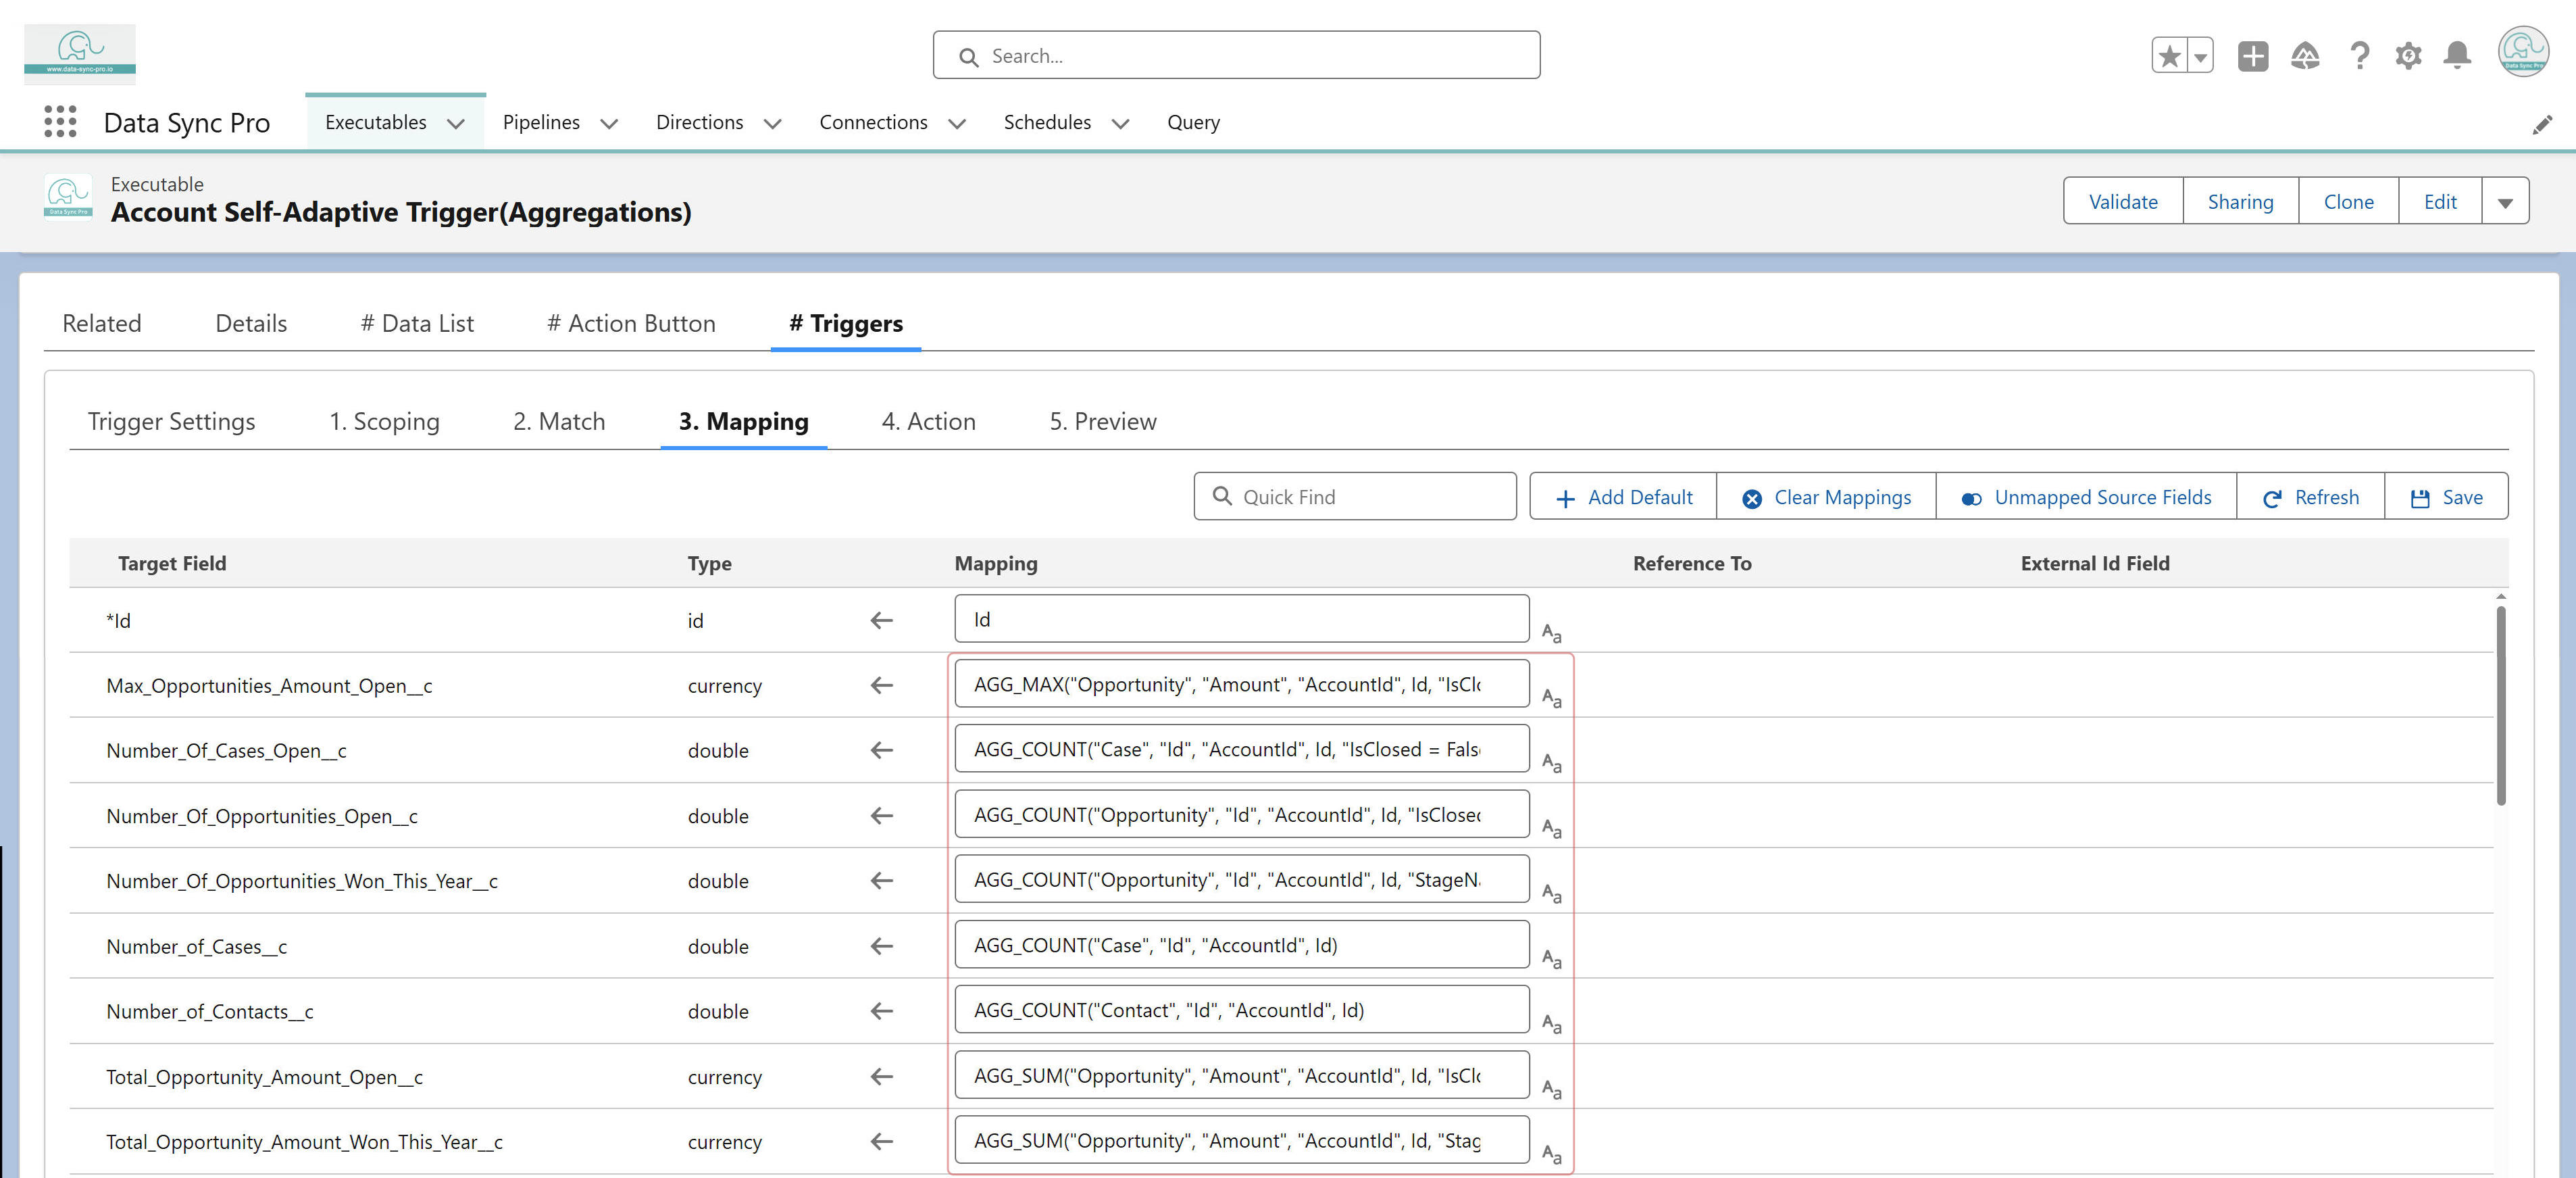 www.data-sync-pro.io
Search...
Data Sync Pro
Executables
Pipelines
Directions
Connections
Schedules
Query
Data Sync Pro
Executable
Account Self-Adaptive Trigger(Aggregations)
Validate
Sharing
Clone
Edit
Related
Details
# Data List
# Action Button
# Triggers
Trigger Settings
1. Scoping
2. Match
3. Mapping
4. Action
5. Preview
Quick Find
Add Default
Clear Mappings
Unmapped Source Fields
Refresh
Save
Target Field Type Mapping Reference To External Id Field
*Id id Id Aa
Max_Opportunities_Amount_Open__c currency AGG_MAX("Opportunity", "Amount", "AccountId", Id, "IsClo Aa
Number_Of_Cases_Open__c double AGG_COUNT("Case", "Id", "AccountId", Id, "IsClosed = Fals Aa
Number_Of_Opportunities_Open__c double AGG_COUNT("Opportunity", "Id", "AccountId", Id, "IsClosed Aa
Number_Of_Opportunities_Won_This_Year__c double AGG_COUNT("Opportunity", "Id", "AccountId", Id, "StageN Aa
Number_of_Cases__c double AGG_COUNT("Case", "Id", "AccountId", Id) Aa
Number_of_Contacts__c double AGG_COUNT("Contact", "Id", "AccountId", Id) Aa
Total_Opportunity_Amount_Open__c currency AGG_SUM("Opportunity", "Amount", "AccountId", Id, "IsClo Aa
Total_Opportunity_Amount_Won_This_Year__c currency AGG_SUM("Opportunity", "Amount", "AccountId", Id, "Stag Aa